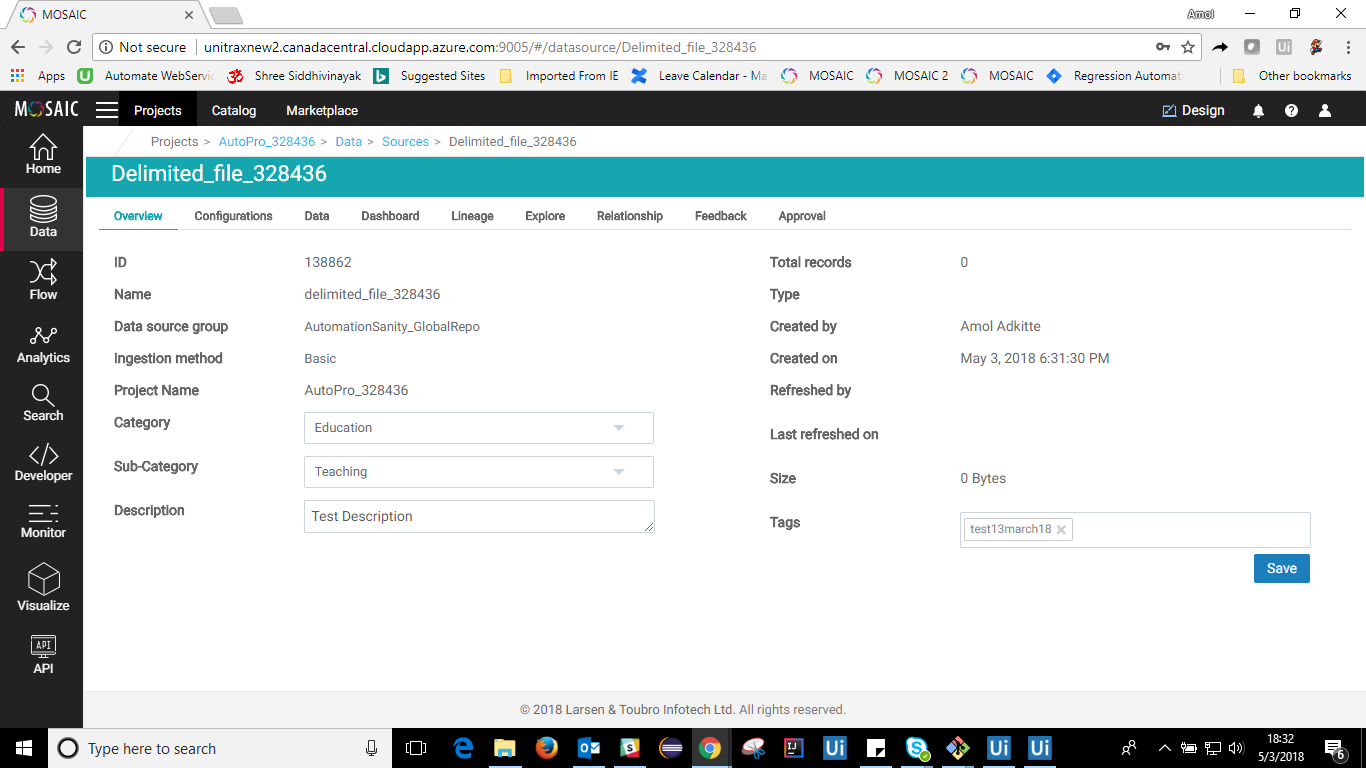 MOSAIC
Amol
Not secure unitraxnew2.canadacentral.cloudapp.azure.com:9005/#/datasource/Delimited_file_328436
Apps Automate WebServic Shree Siddhivinayak Suggested Sites Imported From IE Leave Calendar - Ma MOSAIC MOSAIC 2 MOSAIC Regression Automat Other bookmarks
MOSAIC Projects Catalog Marketplace Design
Projects > AutoPro_328436 > Data > Sources > Delimited_file_328436
Home
Data
Flow
Analytics
Search
Developer
Monitor
Visualize
API
API
Delimited_file_328436
Overview Configurations Data Dashboard Lineage Explore Relationship Feedback Approval
ID 138862
Name delimited_file_328436
Data source group AutomationSanity_GlobalRepo
Ingestion method Basic
Project Name AutoPro_328436
Category Education
Sub-Category Teaching
Description Test Description
Total records 0
Type
Created by Amol Adkitte
Created on May 3, 2018 6:31:30 PM
Refreshed by
Last refreshed on
Size 0 Bytes
Tags test13march18
Save
© 2018 Larsen & Toubro Infotech Ltd. All rights reserved.
Type here to search
18:32
5/3/2018
6